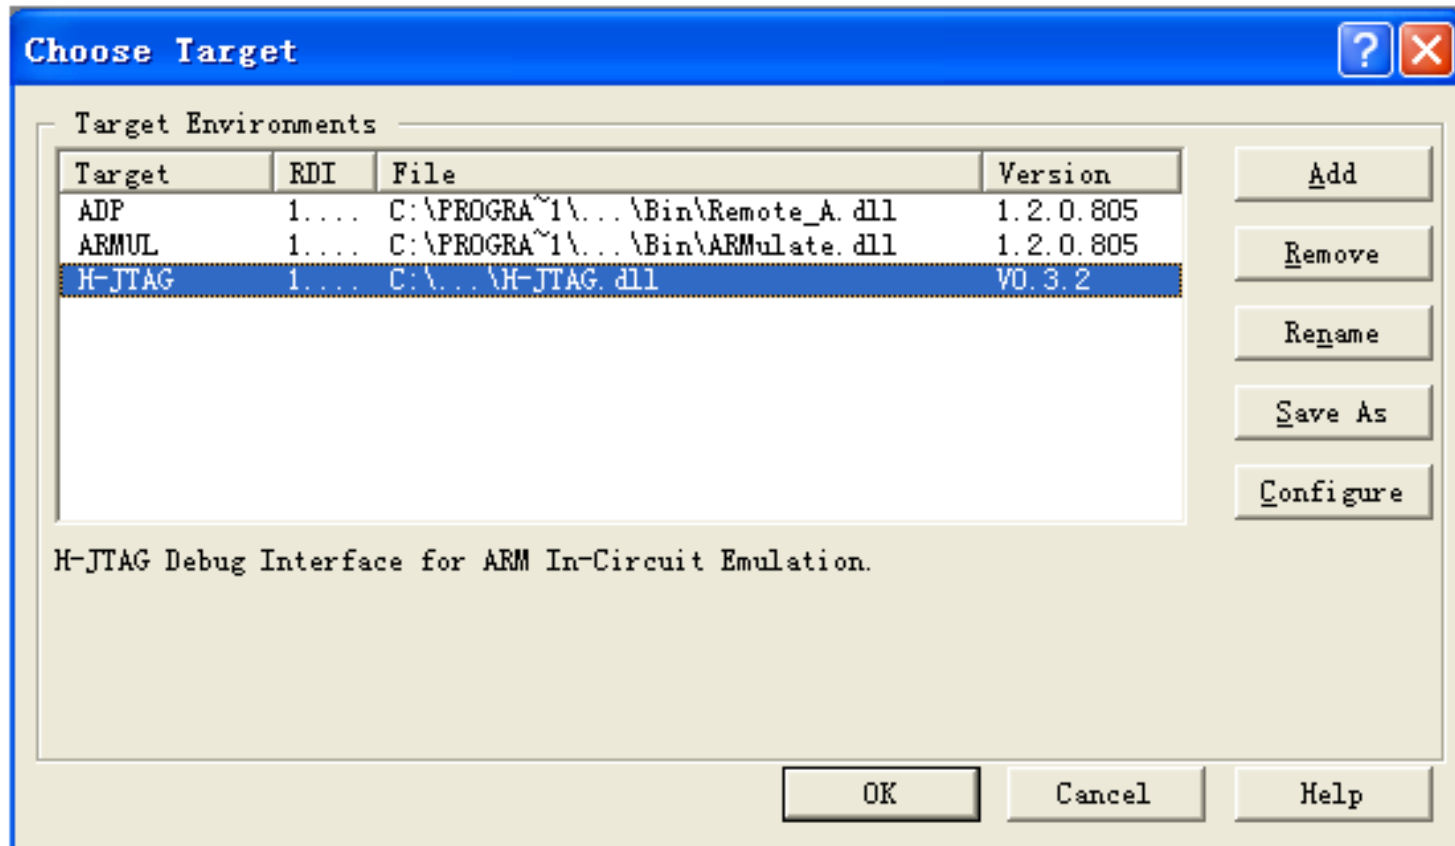 Choose Target
Target Environments
Target RDI File Version
ADP 1.... C:\PROGRA~1\...\Bin\Remote_A.dll 1.2.0.805
ARMUL 1.... C:\PROGRA~1\...\Bin\ARMulate.dll 1.2.0.805
H-JTAG 1.... C:\...\H-JTAG.dll V0.3.2
Add
Remove
Rename
Save As
Configure
H-JTAG Debug Interface for ARM In-Circuit Emulation.
OK Cancel Help